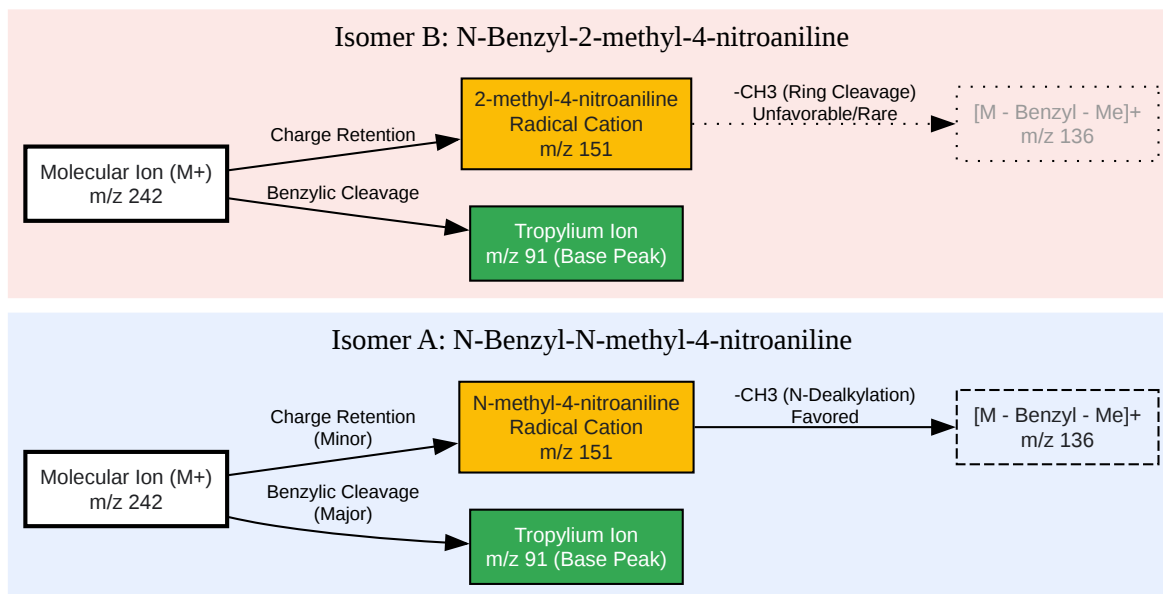 Isomer B: N-Benzyl-2-methyl-4-nitroaniline
Molecular Ion (M+)
m/z 242
Charge Retention
Benzylic Cleavage
2-methyl-4-nitroaniline
Radical Cation
m/z 151
Tropylium Ion
m/z 91 (Base Peak)
-CH3 (Ring Cleavage)
Unfavorable/Rare
[M - Benzyl - Me]+
m/z 136
Isomer A: N-Benzyl-N-methyl-4-nitroaniline
Molecular Ion (M+)
m/z 242
Charge Retention
(Minor)
Benzylic Cleavage
(Major)
N-methyl-4-nitroaniline
Radical Cation
m/z 151
Tropylium Ion
m/z 91 (Base Peak)
-CH3 (N-Dealkylation)
Favored
[M - Benzyl - Me]+
m/z 136